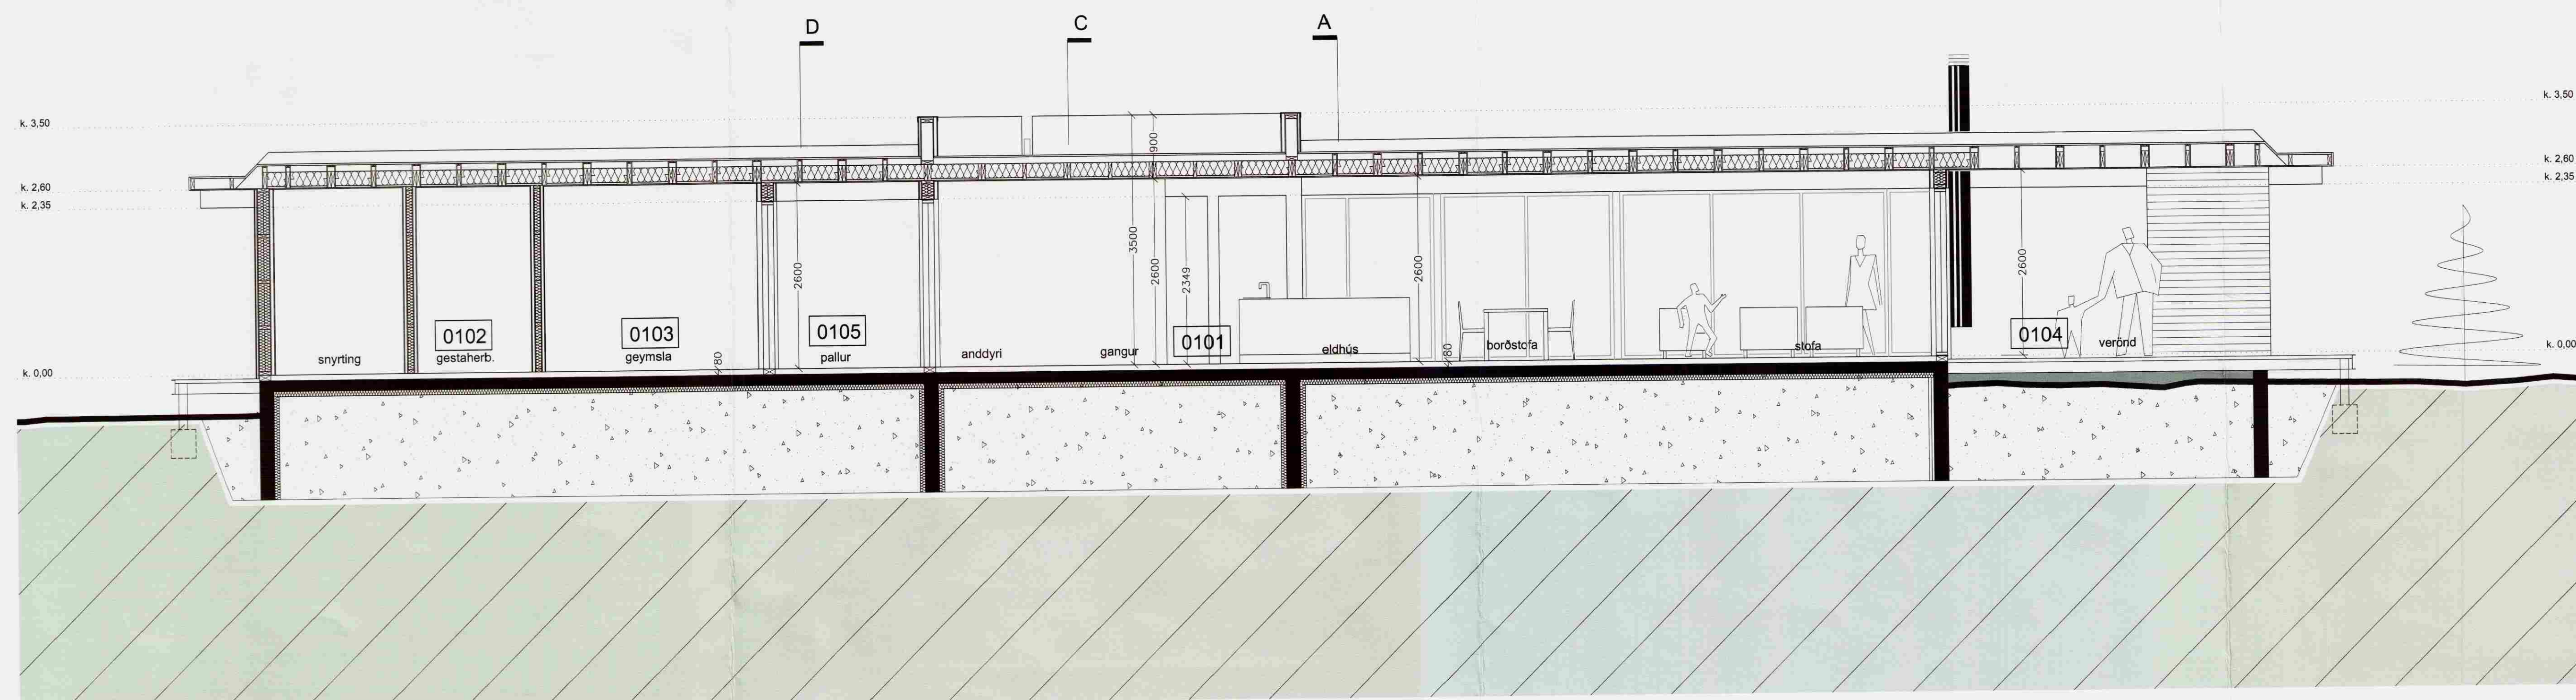 D
C
A
k. 3,50
k. 3,50
900
k. 2,60
k. 2,60
k. 2,35
k. 2,35
3500
2600
2600
2349
2600
2600
0102
0103
0105
0101
0104
snyrting
gestaherb.
geymsla
80
pallur
anddyri
gangur
eldhús
80
borðstofa
stofa
verönd
k. 0,00
k. 0,00